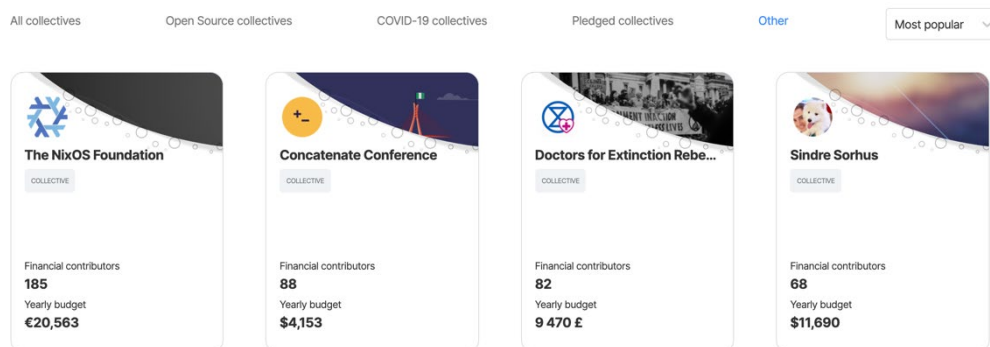 All collectives
Open Source collectives
COVID-19 collectives
Pledged collectives
Other
Most popular
The NixOS Foundation
COLLECTIVE
Financial contributors
185
Yearly budget
€20,563
+_
Concatenate Conference
COLLECTIVE
Financial contributors
88
Yearly budget
$4,153
INACTION
LIVES
Doctors for Extinction Rebe...
COLLECTIVE
Financial contributors
82
Yearly budget
9 470 £
Sindre Sorhus
COLLECTIVE
Financial contributors
68
Yearly budget
$11,690